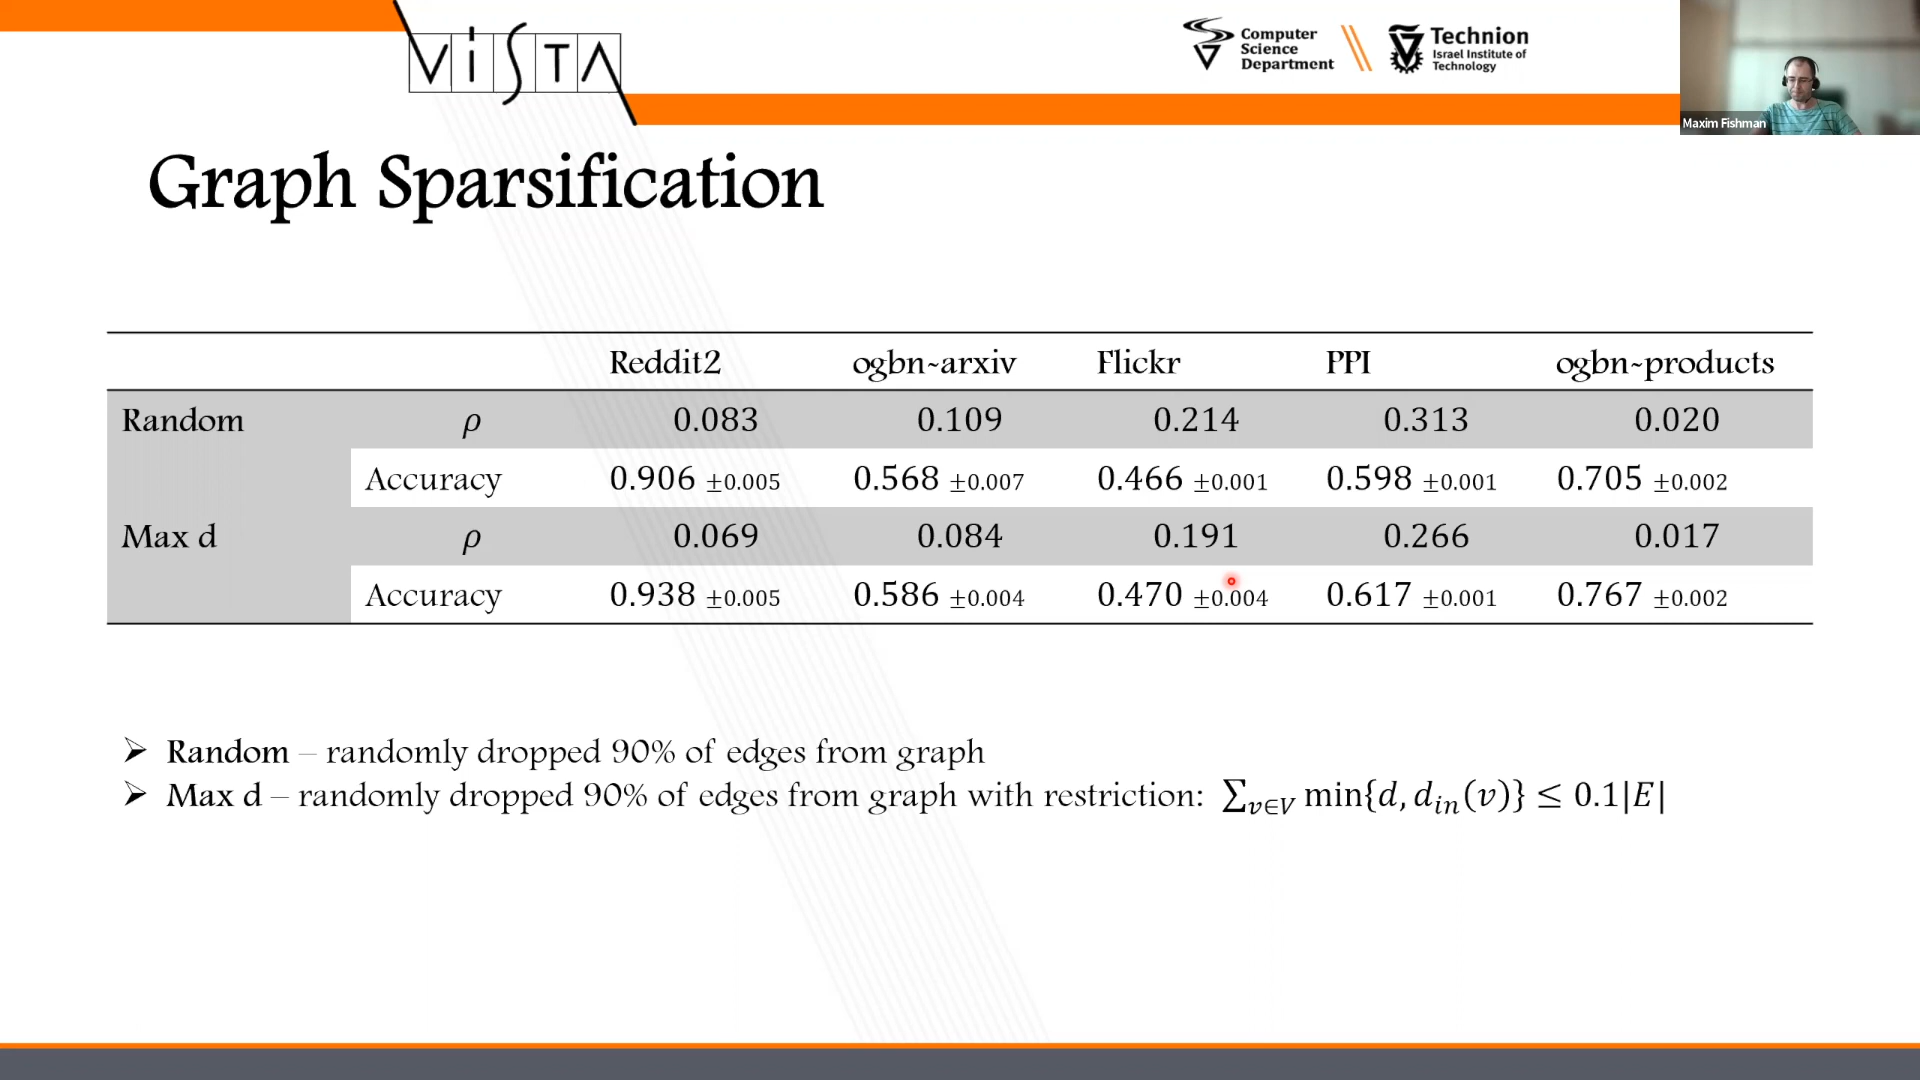 ViSTA
Computer
Science
Department
Technion
Israel Institute of
Technology
Maxim Fishman
Graph Sparsification
Reddit2 ogbn-arxiv Flickr PPI ogbn-products
Random ρ 0.083 0.109 0.214 0.313 0.020
Accuracy 0.906 ±0.005 0.568 ±0.007 0.466 ±0.001 0.598 ±0.001 0.705 ±0.002
Max d ρ 0.069 0.084 0.191 0.266 0.017
Accuracy 0.938 ±0.005 0.586 ±0.004 0.470 ±0.004 0.617 ±0.001 0.767 ±0.002
➢ Random – randomly dropped 90% of edges from graph
➢ Max d – randomly dropped 90% of edges from graph with restriction: ∑_{v∈V} min{d, d_{in}(v)} ≤ 0.1|E|